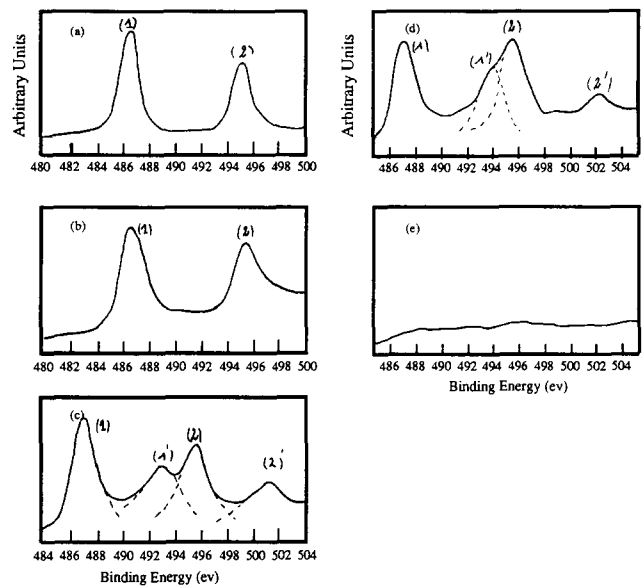 Arbitrary Units
(a)
(1)
(2)
480 482 484 486 488 490 492 494 496 498 500
(b)
(1)
(2)
480 482 484 486 488 490 492 494 496 498 500
(c)
(1)
(1')
(2)
(2)'
484 486 488 490 492 494 496 498 500 502 504
Binding Energy (ev)
Arbitrary Units
(d)
(1)
(1')
(2)
(2')
486 488 490 492 494 496 498 500 502 504
(e)
486 488 490 492 494 496 498 500 502 504
Binding Energy (ev)